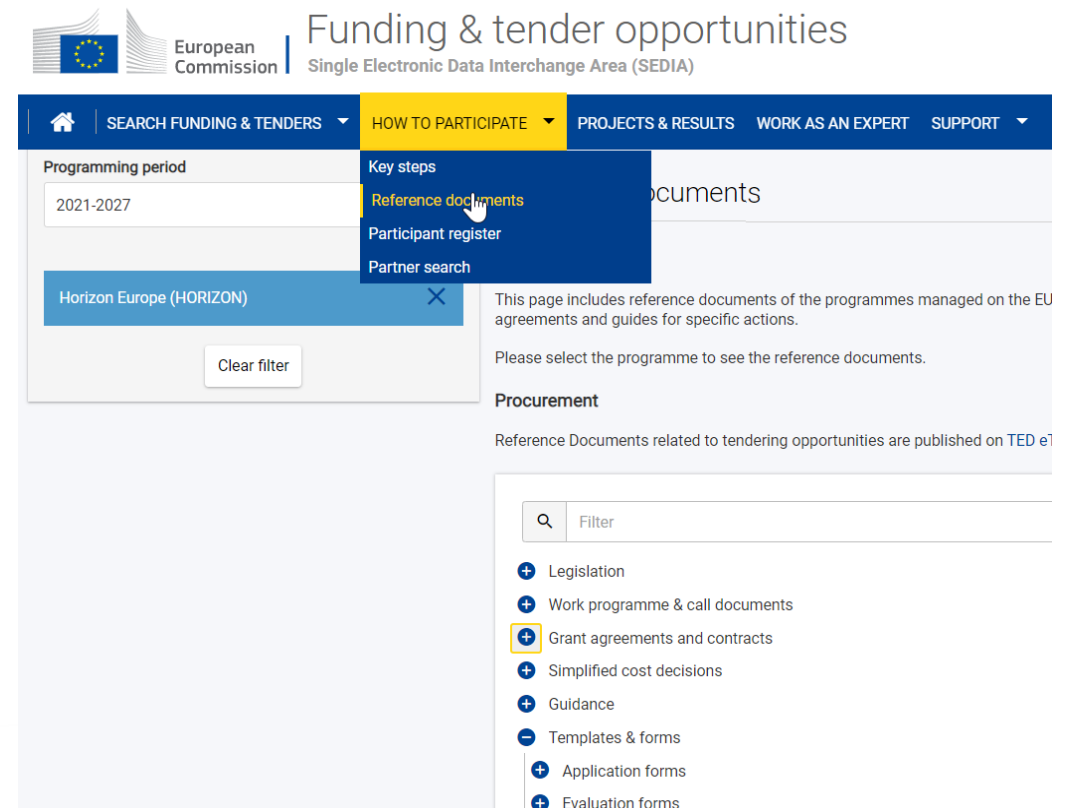 European
Commission
Funding & tender opportunities
Single Electronic Data Interchange Area (SEDIA)
SEARCH FUNDING & TENDERS
HOW TO PARTICIPATE
PROJECTS & RESULTS
WORK AS AN EXPERT
SUPPORT
Key steps
Reference documents
Participant register
Partner search
Programming period
2021-2027
Horizon Europe (HORIZON)
Clear filter
This page includes reference documents of the programmes managed on the EU
agreements and guides for specific actions.
Please select the programme to see the reference documents.
Procurement
Reference Documents related to tendering opportunities are published on TED
Filter
Legislation
Work programme & call documents
Grant agreements and contracts
Simplified cost decisions
Guidance
Templates & forms
Application forms
Evaluation forms